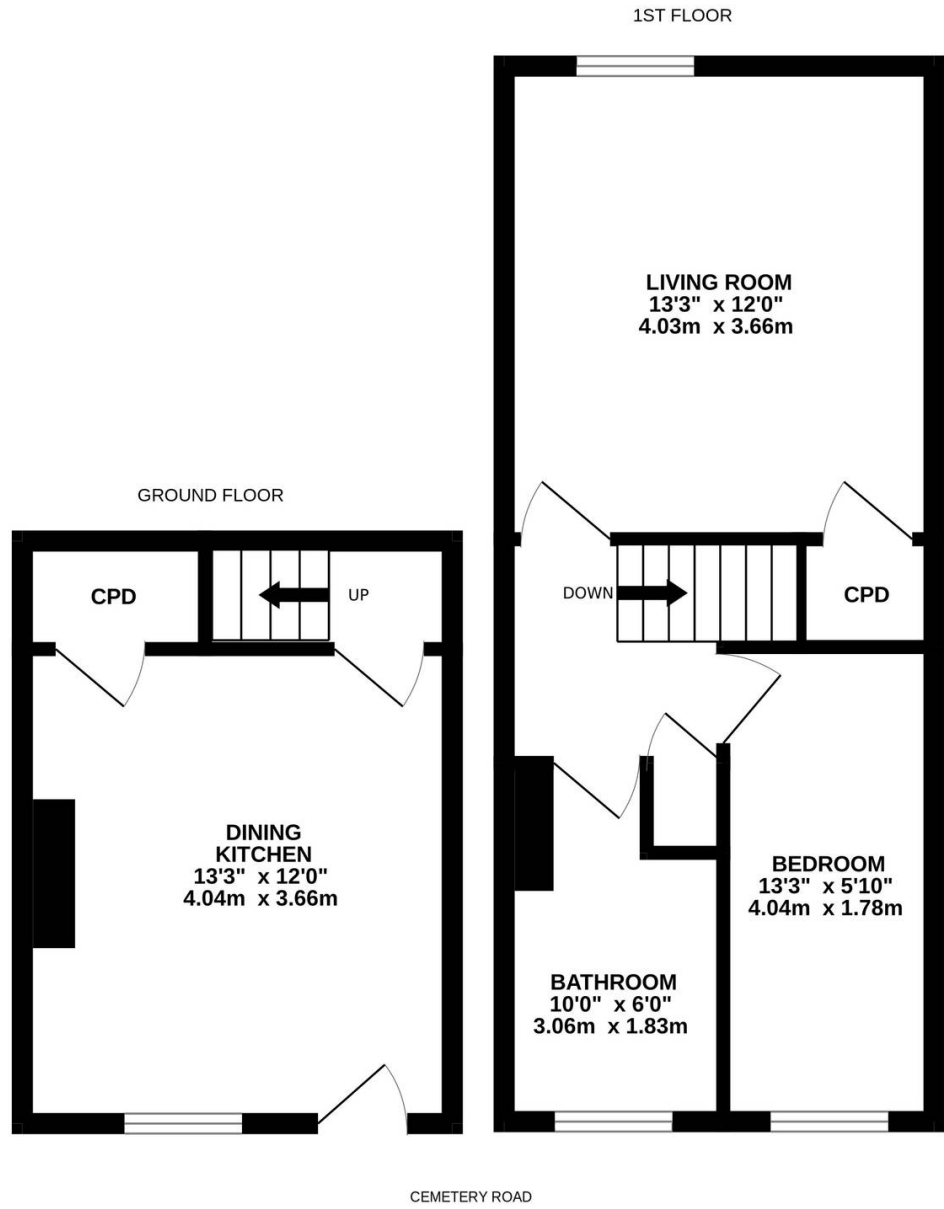 1ST FLOOR
LIVING ROOM
13'3" x 12'0"
4.03m x 3.66m
DOWN
CPD
BEDROOM
13'3" x 5'10"
4.04m x 1.78m
BATHROOM
10'0" x 6'0"
3.06m x 1.83m
GROUND FLOOR
CPD
UP
DINING
KITCHEN
13'3" x 12'0"
4.04m x 3.66m
CEMETERY ROAD